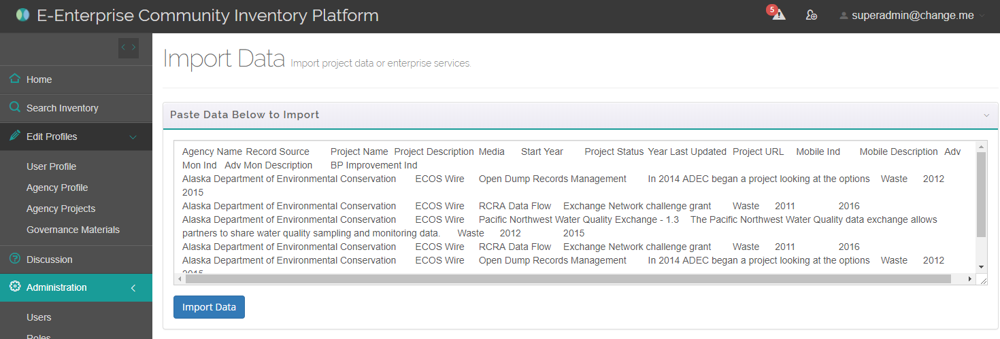 E-Enterprise Community Inventory Platform
5
superadmin@change.me
Home
Search Inventory
Edit Profiles
User Profile
Agency Profile
Agency Projects
Governance Materials
Discussion
Administration
Users
Roles
Import Data Import project data or enterprise services.
Paste Data Below to Import
Agency Name Record Source Project Name Project Description Media Start Year Project Status Year Last Updated Project URL Mobile Ind Mobile Description Adv
Mon Ind Adv Mon Description BP Improvement Ind
Alaska Department of Environmental Conservation ECOS Wire Open Dump Records Management In 2014 ADEC began a project looking at the options Waste 2012
2015
Alaska Department of Environmental Conservation ECOS Wire RCRA Data Flow Exchange Network challenge grant Waste 2011 2016
Alaska Department of Environmental Conservation ECOS Wire Pacific Northwest Water Quality Exchange - 1.3 The Pacific Northwest Water Quality data exchange allows
partners to share water quality sampling and monitoring data. Waste 2012 2015
Alaska Department of Environmental Conservation ECOS Wire RCRA Data Flow Exchange Network challenge grant Waste 2011 2016
Alaska Department of Environmental Conservation ECOS Wire Open Dump Records Management In 2014 ADEC began a project looking at the options Waste 2012
2015
Import Data